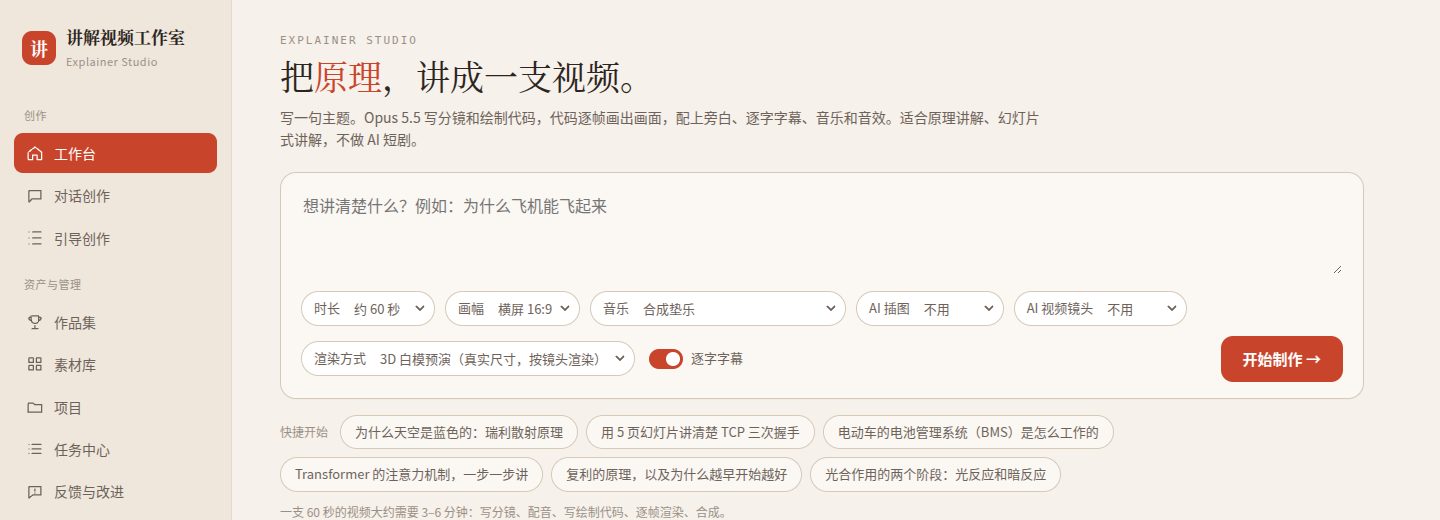 讲
讲解视频工作室
Explainer Studio
创作
工作台
对话创作
引导创作
资产与管理
作品集
素材库
项目
任务中心
反馈与改进
EXPLAINER STUDIO
把原理，讲成一支视频。
写一句主题。Opus 5.5 写分镜和绘制代码，代码逐帧画出画面，配上旁白、逐字字幕、音乐和音效。适合原理讲解、幻灯片
式讲解，不做 AI 短剧。
想讲清楚什么？例如：为什么飞机能飞起来
时长 约 60 秒
画幅 横屏 16:9
音乐 合成垫乐
AI 插图 不用
AI 视频镜头 不用
渲染方式 3D 白模预演（真实尺寸，按镜头渲染）
逐字字幕
开始制作 →
快捷开始
为什么天空是蓝色的：瑞利散射原理
用 5 页幻灯片讲清楚 TCP 三次握手
电动车的电池管理系统（BMS）是怎么工作的
Transformer 的注意力机制，一步一步讲
复利的原理，以及为什么越早开始越好
光合作用的两个阶段：光反应和暗反应
一支 60 秒的视频大约需要 3–6 分钟：写分镜、配音、写绘制代码、逐帧渲染、合成。